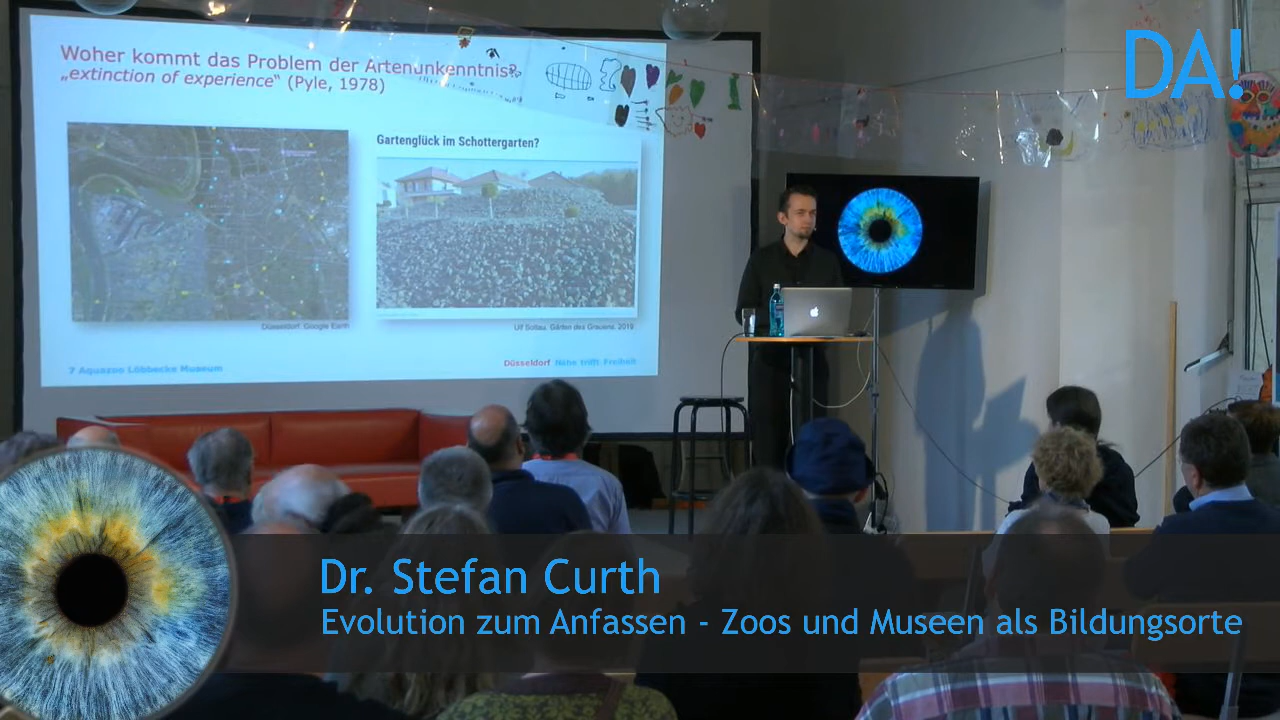 Woher kommt das Problem der Artenunkenntnis?
„extinction of experience“ (Pyle, 1978)
DA!
Gartenglück im Schottergarten?
Düsseldorf. Google Earth
Ulf Soltau. Gärten des Grauens. 2019
Düsseldorf Nähe trifft Freiheit
7 Aquazoo Löbbecke Museum
Dr. Stefan Curth
Evolution zum Anfassen - Zoos und Museen als Bildungsorte